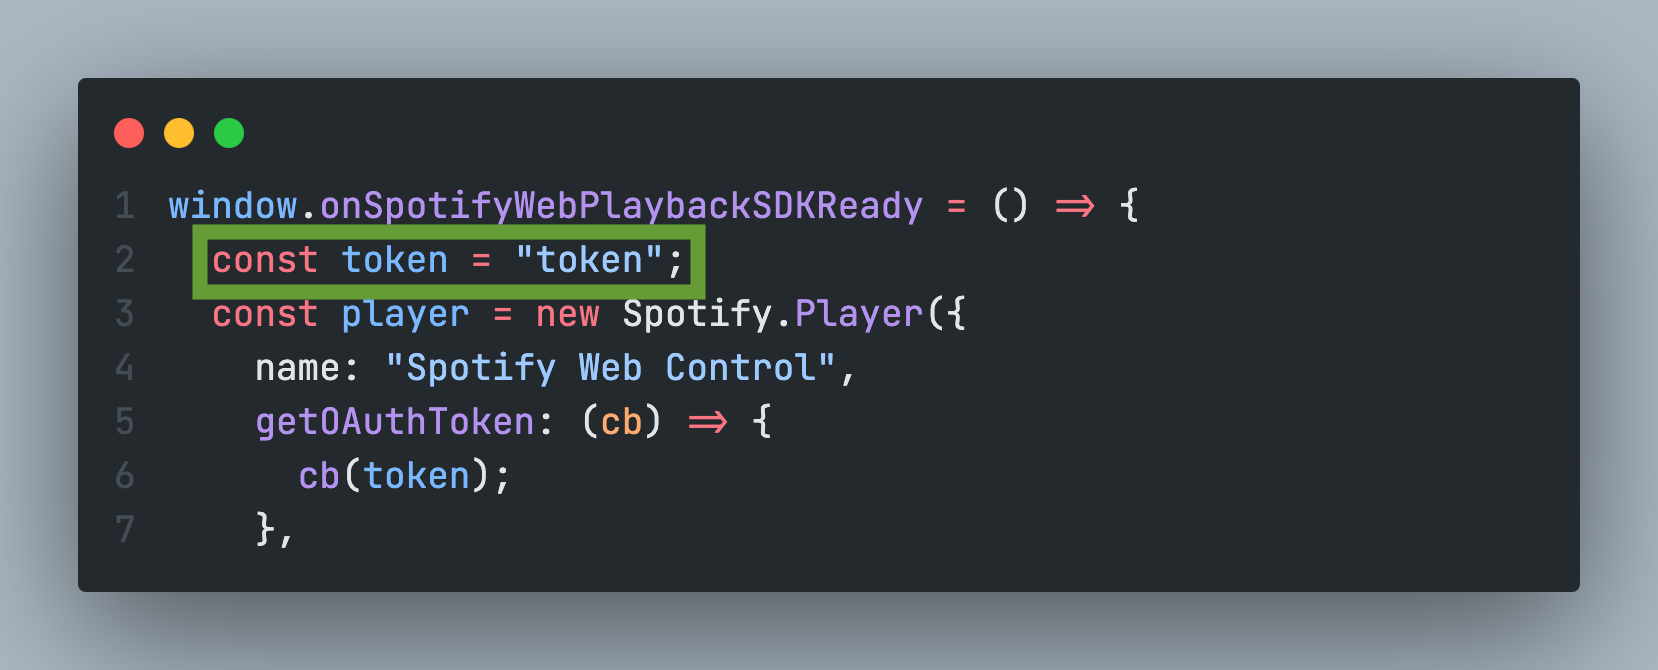 1 window.onSpotifyWebPlaybackSDKReady = () => {
2 const token = "token";
3 const player = new Spotify.Player({
4 name: "Spotify Web Control",
5 getOAuthToken: (cb) => {
6 cb(token);
7 },